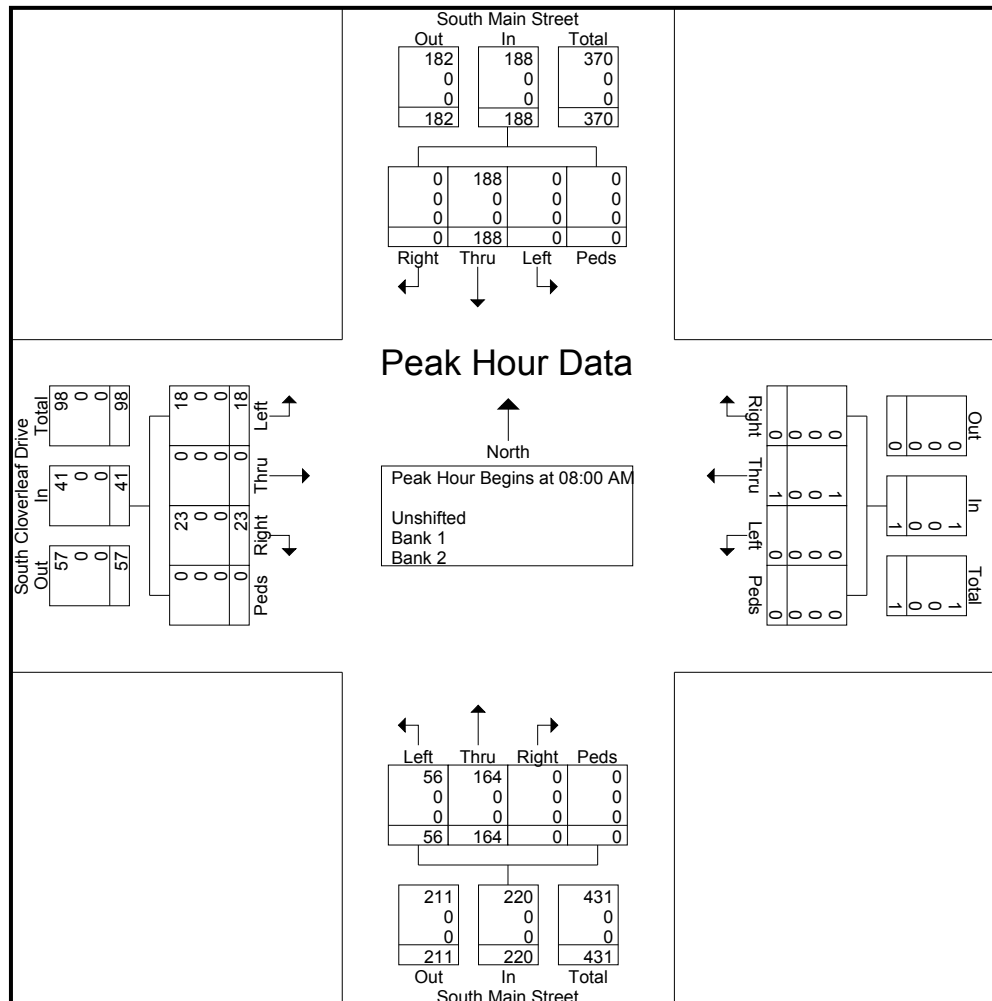 South Main Street
Out In Total
182 188 370
0 0 0
0 0 0
182 188 370
0 188 0 0
0 0 0 0
0 0 0 0
0 188 0 0
Right Thru Left Peds
Peak Hour Data
North
Peak Hour Begins at 08:00 AM
Unshifted
Bank 1
Bank 2
South Cloverleaf Drive
Out In Total
57 41 98
0 0 0
0 0 0
57 41 98
0 23 0 18
0 0 0 0
0 0 0 0
0 23 0 18
Peds Right Thru Left
Out In Total
0 1 1
0 0 0
0 0 0
0 1 1
0 1 0 0
0 0 0 0
0 0 0 0
0 1 0 0
Right Thru Left Peds
Left Thru Right Peds
56 164 0 0
0 0 0 0
0 0 0 0
56 164 0 0
211 220 431
0 0 0
0 0 0
211 220 431
Out In Total
South Main Street